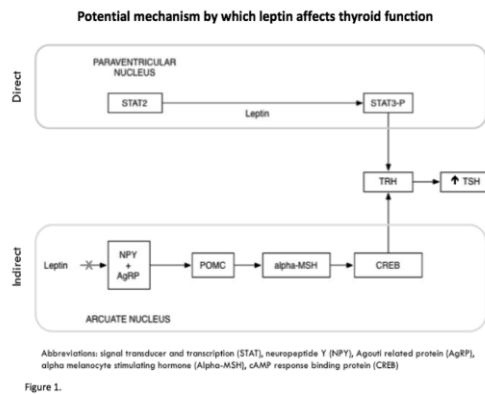 Potential mechanism by which leptin affects thyroid function
Direct
PARAVENTRICULAR
NUCLEUS
STAT2
Leptin
STAT3-P
TRH
↑ TSH
Indirect
Leptin
NPY
+
AgRP
POMC
alpha-MSH
CREB
ARCUATE NUCLEUS
Abbreviations: signal transducer and transcription (STAT), neuropeptide Y (NPY), Agouti related protein (AgRP),
alpha melanocyte stimulating hormone (Alpha-MSH), cAMP response binding protein (CREB)
Figure 1.